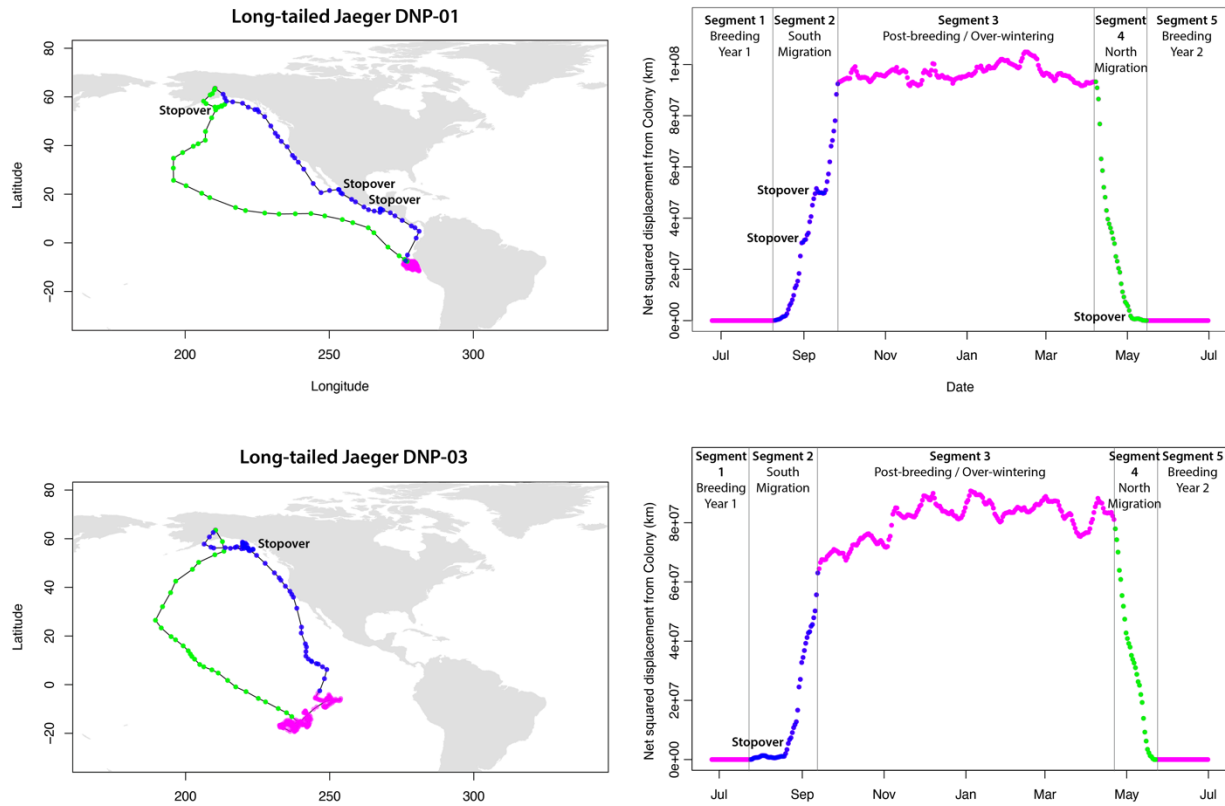 Long-tailed Jaeger DNP-01
80
60
40
20
0
−20
Latitude
Stopover
Stopover
Stopover
200
250
300
Longitude
Segment 1
Breeding
Year 1
Segment 2
South
Migration
Segment 3
Post-breeding / Over-wintering
Segment
4
North
Migration
Segment 5
Breeding
Year 2
Net squared displacement from Colony (km)
1e+08
8e+07
6e+07
4e+07
2e+07
0e+00
Stopover
Stopover
Stopover
Jul
Sep
Nov
Jan
Mar
May
Jul
Date
Long-tailed Jaeger DNP-03
80
60
40
20
0
−20
Latitude
Stopover
200
250
300
Segment
1
Breeding
Year 1
Segment 2
South
Migration
Segment 3
Post-breeding / Over-wintering
Segment
4
North
Migration
Segment 5
Breeding
Year 2
Net squared displacement from Colony (km)
8e+07
6e+07
4e+07
2e+07
0e+00
Stopover
Jul
Sep
Nov
Jan
Mar
May
Jul